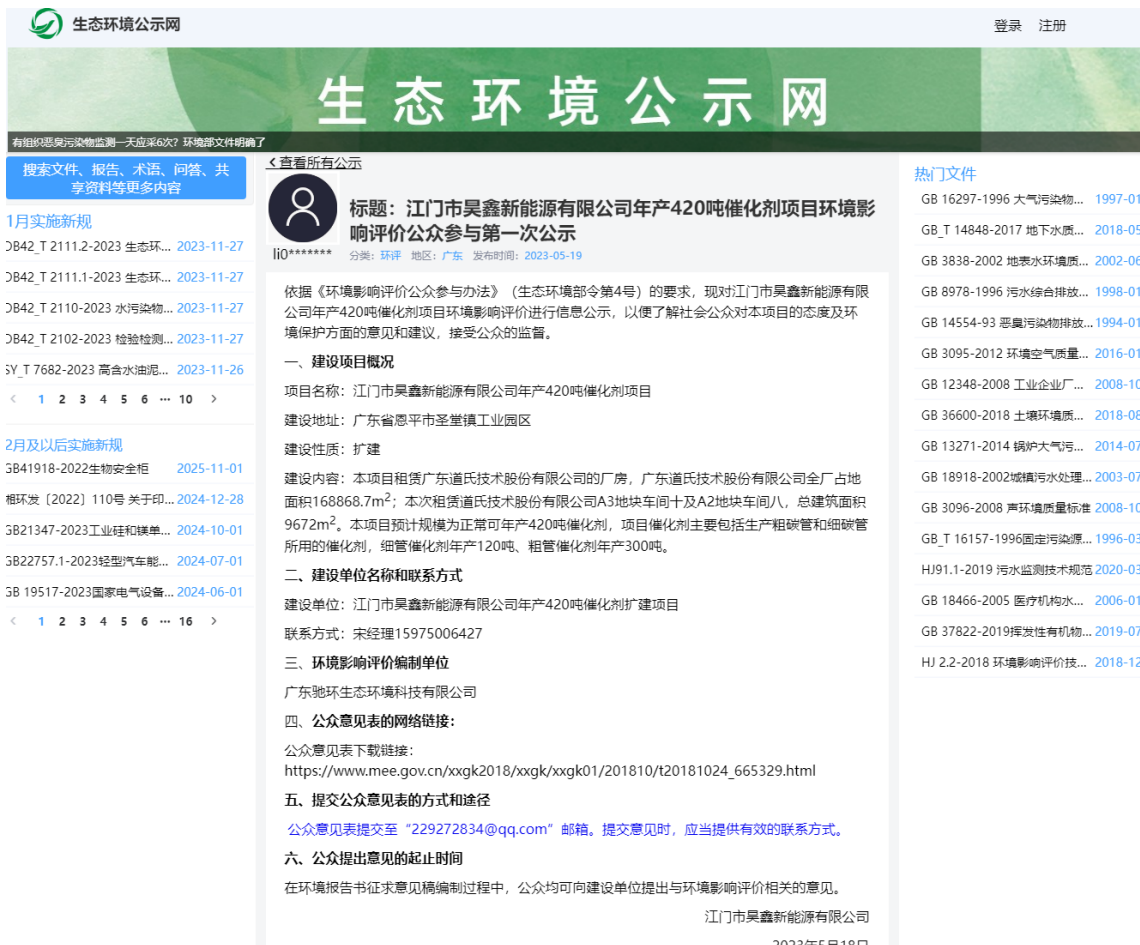 生态环境公示网
登录 注册
生态环境公示网
有组织恶臭污染物监测一天应采6次？环境部文件明确了
搜索文件、报告、术语、问答、共
享资料等更多内容
1月实施新规
DB42_T 2111.2-2023 生态环... 2023-11-27
DB42_T 2111.1-2023 生态环... 2023-11-27
DB42_T 2110-2023 水污染物... 2023-11-27
DB42_T 2102-2023 检验检测... 2023-11-27
SY_T 7682-2023 高含水油泥... 2023-11-26
< 1 2 3 4 5 6 ··· 10 >
2月及以后实施新规
GB41918-2022生物安全柜 2025-11-01
湘环发〔2022〕110号 关于印... 2024-12-28
GB21347-2023工业硅和镁单... 2024-10-01
GB22757.1-2023轻型汽车能... 2024-07-01
GB 19517-2023国家电气设备... 2024-06-01
< 1 2 3 4 5 6 ··· 16 >
<查看所有公示
li0*******
标题：江门市昊鑫新能源有限公司年产420吨催化剂项目环境影
响评价公众参与第一次公示
分类：环评 地区：广东 发布时间：2023-05-19
依据《环境影响评价公众参与办法》（生态环境部令第4号）的要求，现对江门市昊鑫新能源有限
公司年产420吨催化剂项目环境影响评价进行信息公示，以便了解社会公众对本项目的态度及环
境保护方面的意见和建议，接受公众的监督。
一、建设项目概况
项目名称：江门市昊鑫新能源有限公司年产420吨催化剂项目
建设地址：广东省恩平市圣堂镇工业园区
建设性质：扩建
建设内容：本项目租赁广东道氏技术股份有限公司的厂房，广东道氏技术股份有限公司全厂占地
面积168868.7m²；本次租赁道氏技术股份有限公司A3地块车间十及A2地块车间八，总建筑面积
9672m²。本项目预计规模为正常可年产420吨催化剂，项目催化剂主要包括生产粗碳管和细碳管
所用的催化剂，细管催化剂年产120吨、粗管催化剂年产300吨。
二、建设单位名称和联系方式
建设单位：江门市昊鑫新能源有限公司年产420吨催化剂扩建项目
联系方式：宋经理15975006427
三、环境影响评价编制单位
广东驰环生态环境科技有限公司
四、公众意见表的网络链接：
公众意见表下载链接：
https://www.mee.gov.cn/xxgk2018/xxgk/xxgk01/201810/t20181024_665329.html
五、提交公众意见表的方式和途径
公众意见表提交至“229272834@qq.com”邮箱。提交意见时，应当提供有效的联系方式。
六、公众提出意见的起止时间
在环境报告书征求意见稿编制过程中，公众均可向建设单位提出与环境影响评价相关的意见。
江门市昊鑫新能源有限公司
2023年5月18日
热门文件
GB 16297-1996 大气污染物... 1997-01
GB_T 14848-2017 地下水质... 2018-05
GB 3838-2002 地表水环境质... 2002-06
GB 8978-1996 污水综合排放... 1998-01
GB 14554-93 恶臭污染物排放... 1994-01
GB 3095-2012 环境空气质量... 2016-01
GB 12348-2008 工业企业厂... 2008-10
GB 36600-2018 土壤环境质... 2018-08
GB 13271-2014 锅炉大气污... 2014-07
GB 18918-2002城镇污水处理... 2003-07
GB 3096-2008 声环境质量标准 2008-10
GB_T 16157-1996固定污染源... 1996-03
HJ91.1-2019 污水监测技术规范 2020-03
GB 18466-2005 医疗机构水... 2006-01
GB 37822-2019挥发性有机物... 2019-07
HJ 2.2-2018 环境影响评价技... 2018-12